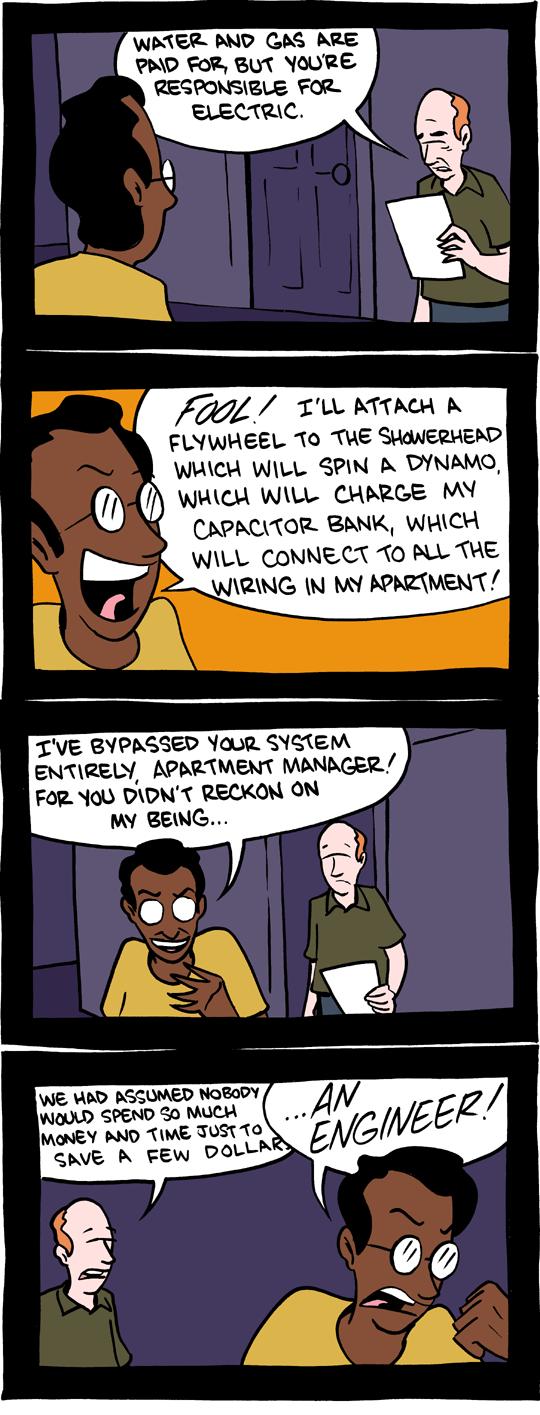 WATER AND GAS ARE
PAID FOR, BUT YOU'RE
RESPONSIBLE FOR
ELECTRIC.
FOOL! I'LL ATTACH A
FLYWHEEL TO THE SHOWERHEAD
WHICH WILL SPIN A DYNAMO,
WHICH WILL CHARGE MY
CAPACITOR BANK, WHICH
WILL CONNECT TO ALL THE
WIRING IN MY APARTMENT!
I'VE BYPASSED YOUR SYSTEM
ENTIRELY, APARTMENT MANAGER!
FOR YOU DIDN'T RECKON ON
MY BEING...
WE HAD ASSUMED NOBODY
WOULD SPEND SO MUCH
MONEY AND TIME JUST TO
SAVE A FEW DOLLARS
...AN
ENGINEER!